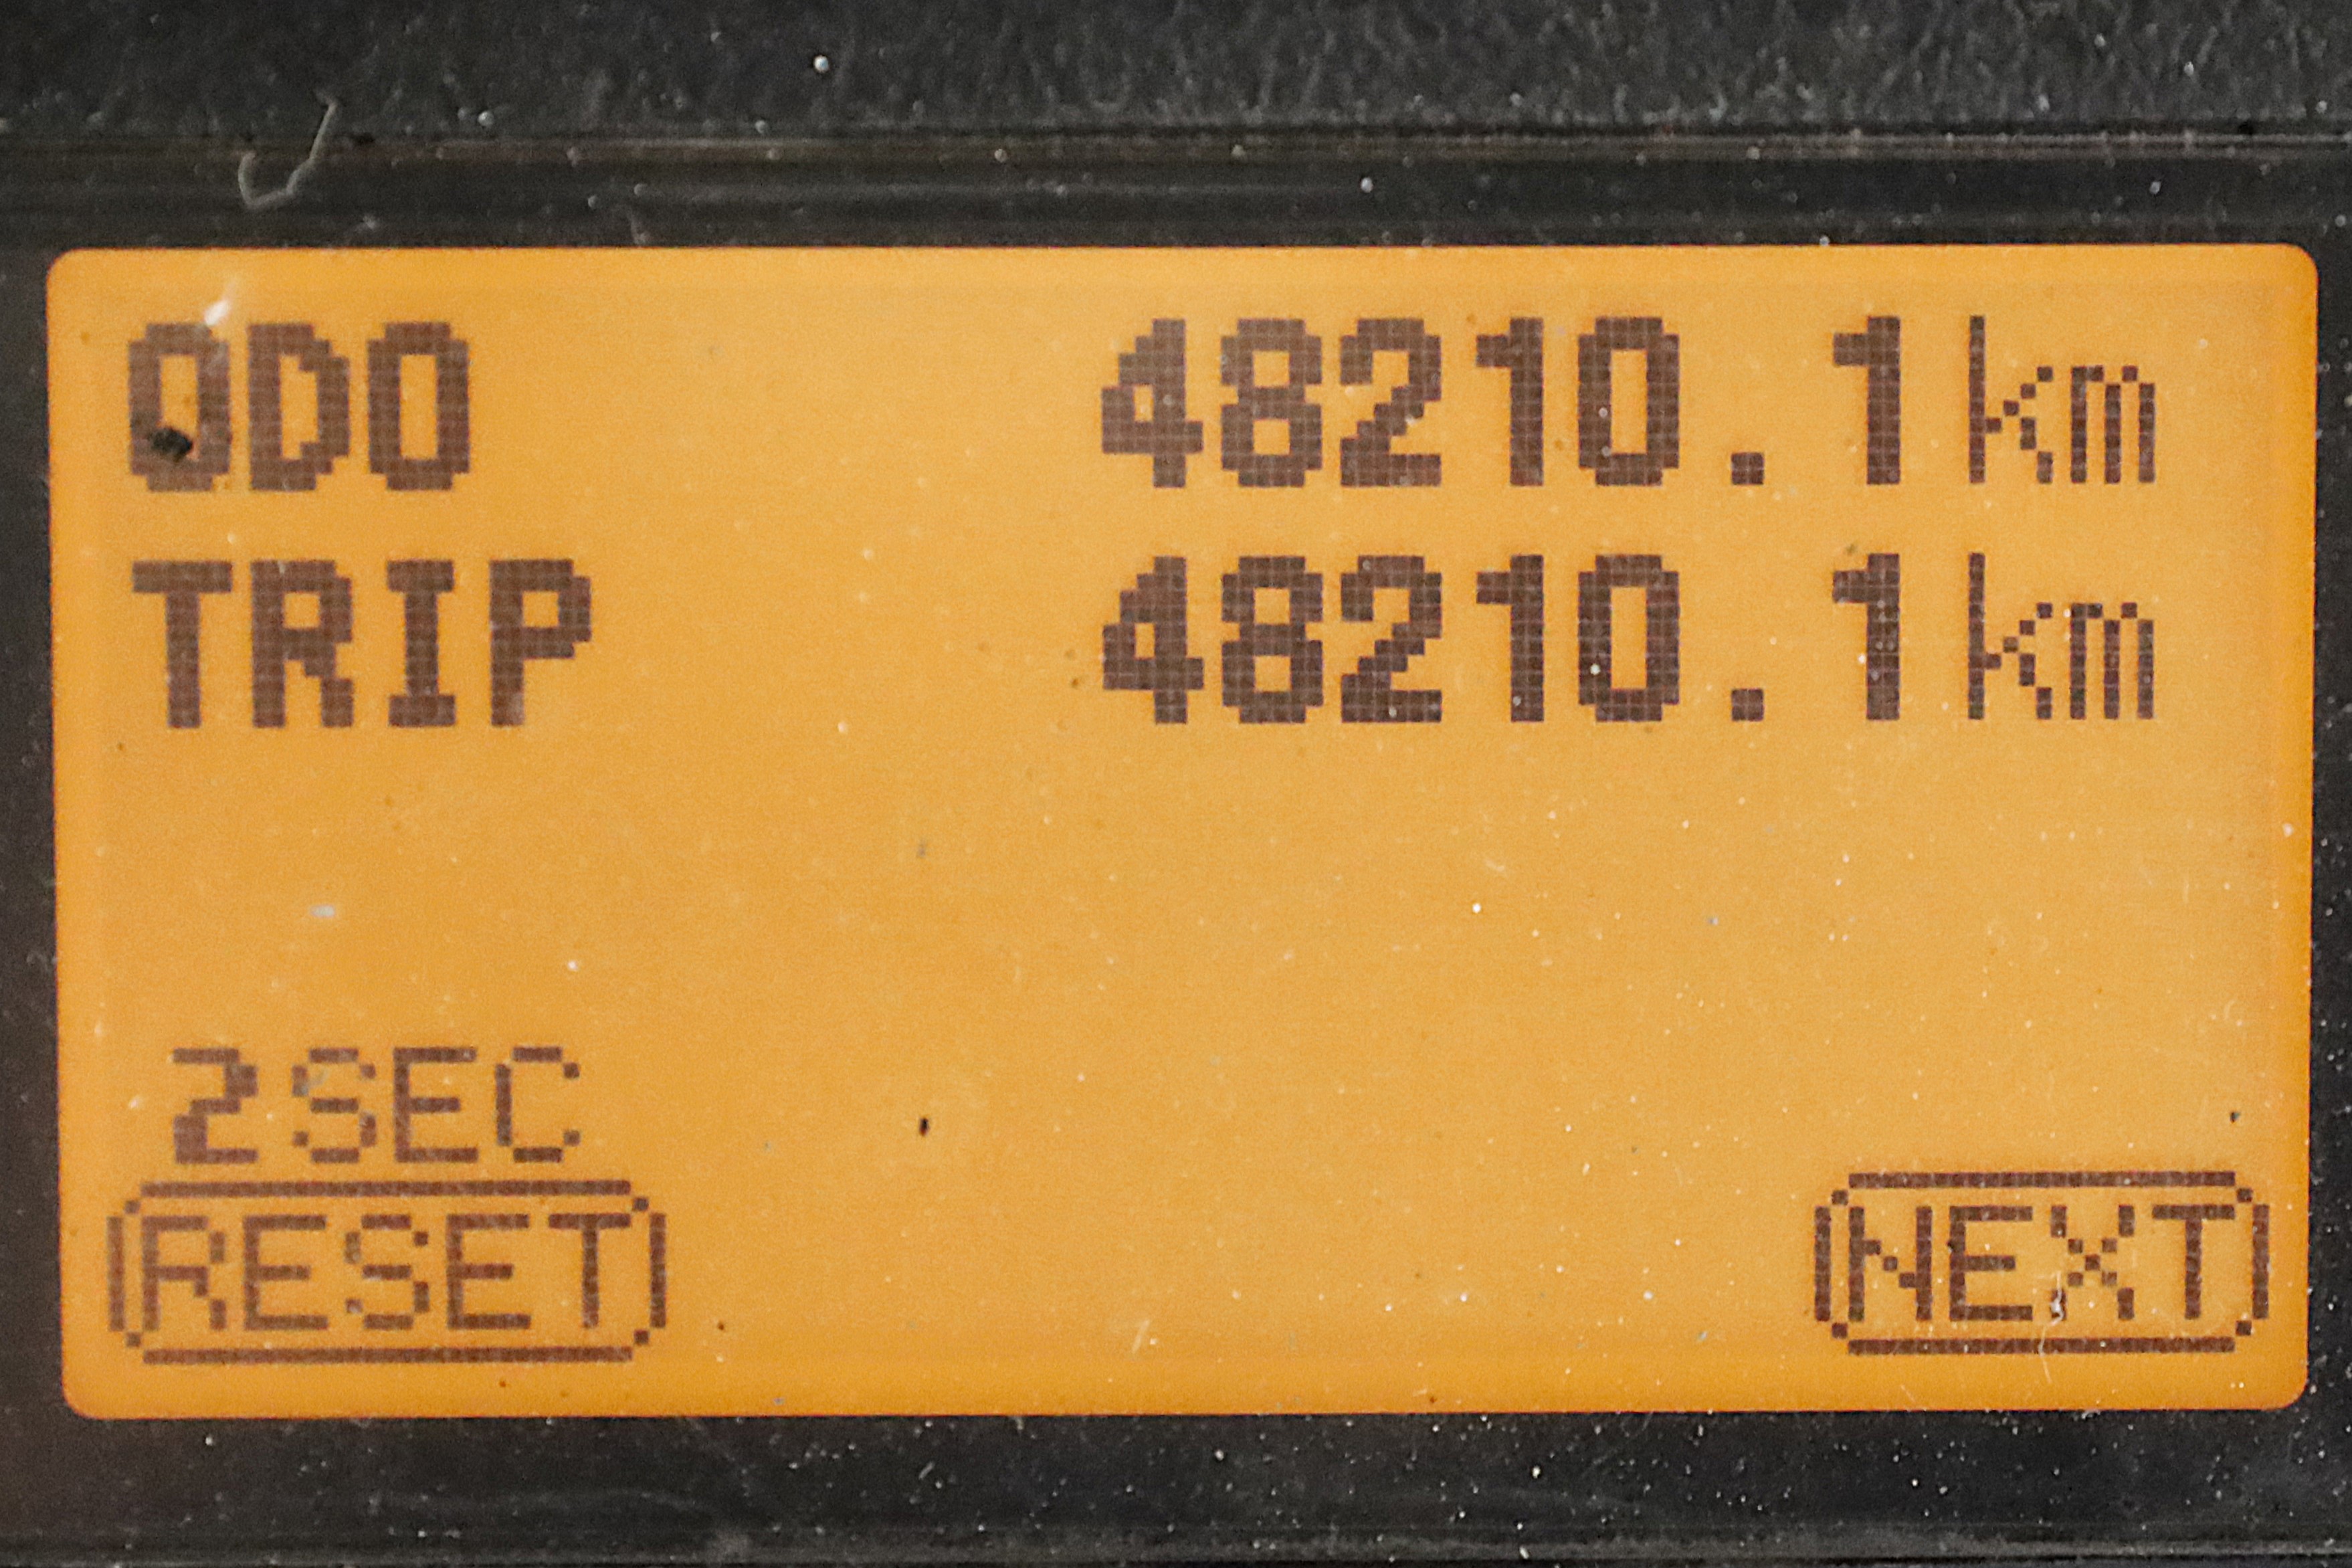 ODO 48210.1km
TRIP 48210.1km
2SEC
RESET NEXT